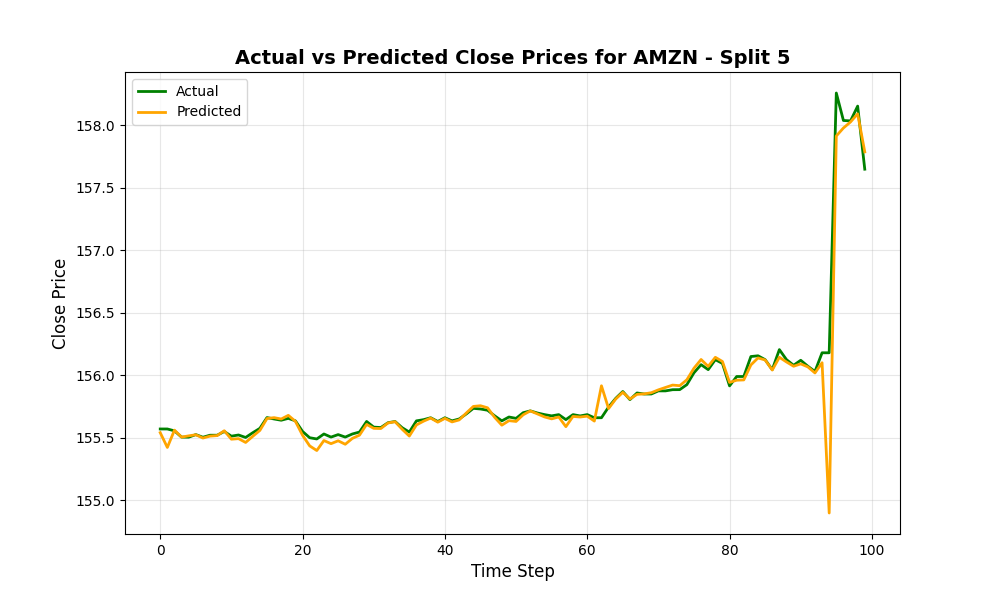 Actual vs Predicted Close Prices for AMZN - Split 5
Actual
Predicted
Close Price
158.0
157.5
157.0
156.5
156.0
155.5
155.0
0 20 40 60 80 100
Time Step